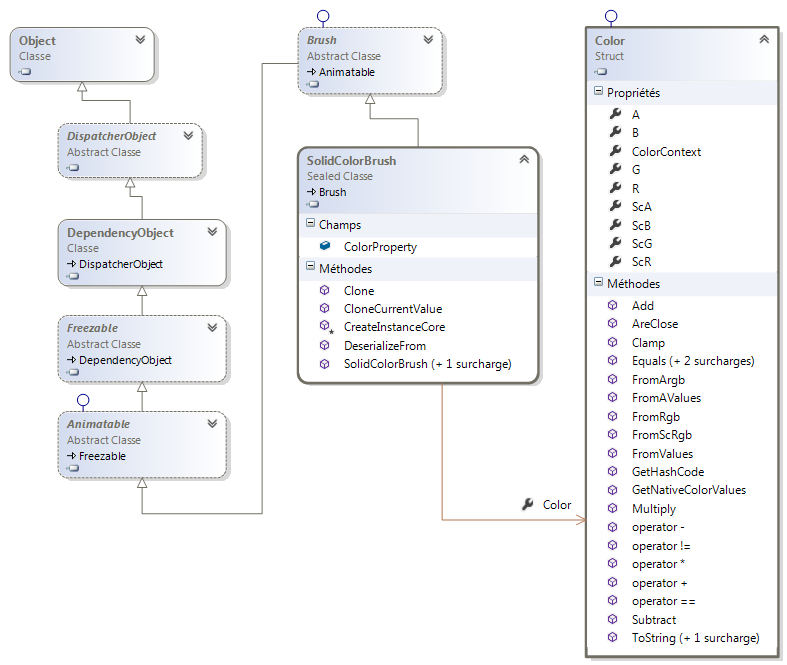 Object
Classe
DispatcherObject
Abstract Classe
DependencyObject
Classe
DispatcherObject
Freezable
Abstract Classe
DependencyObject
Animatable
Abstract Classe
Freezable
Brush
Abstract Classe
Animatable
SolidColorBrush
Sealed Classe
Brush
Champs
ColorProperty
Méthodes
Clone
CloneCurrentValue
CreateInstanceCore
DeserializeFrom
SolidColorBrush (+ 1 surcharge)
Color
Color
Struct
Propriétés
A
B
ColorContext
G
R
ScA
ScB
ScG
ScR
Méthodes
Add
AreClose
Clamp
Equals (+ 2 surcharges)
FromArgb
FromAValues
FromRgb
FromScRgb
FromValues
GetHashCode
GetNativeColorValues
Multiply
operator -
operator !=
operator *
operator +
operator ==
Subtract
ToString (+ 1 surcharge)